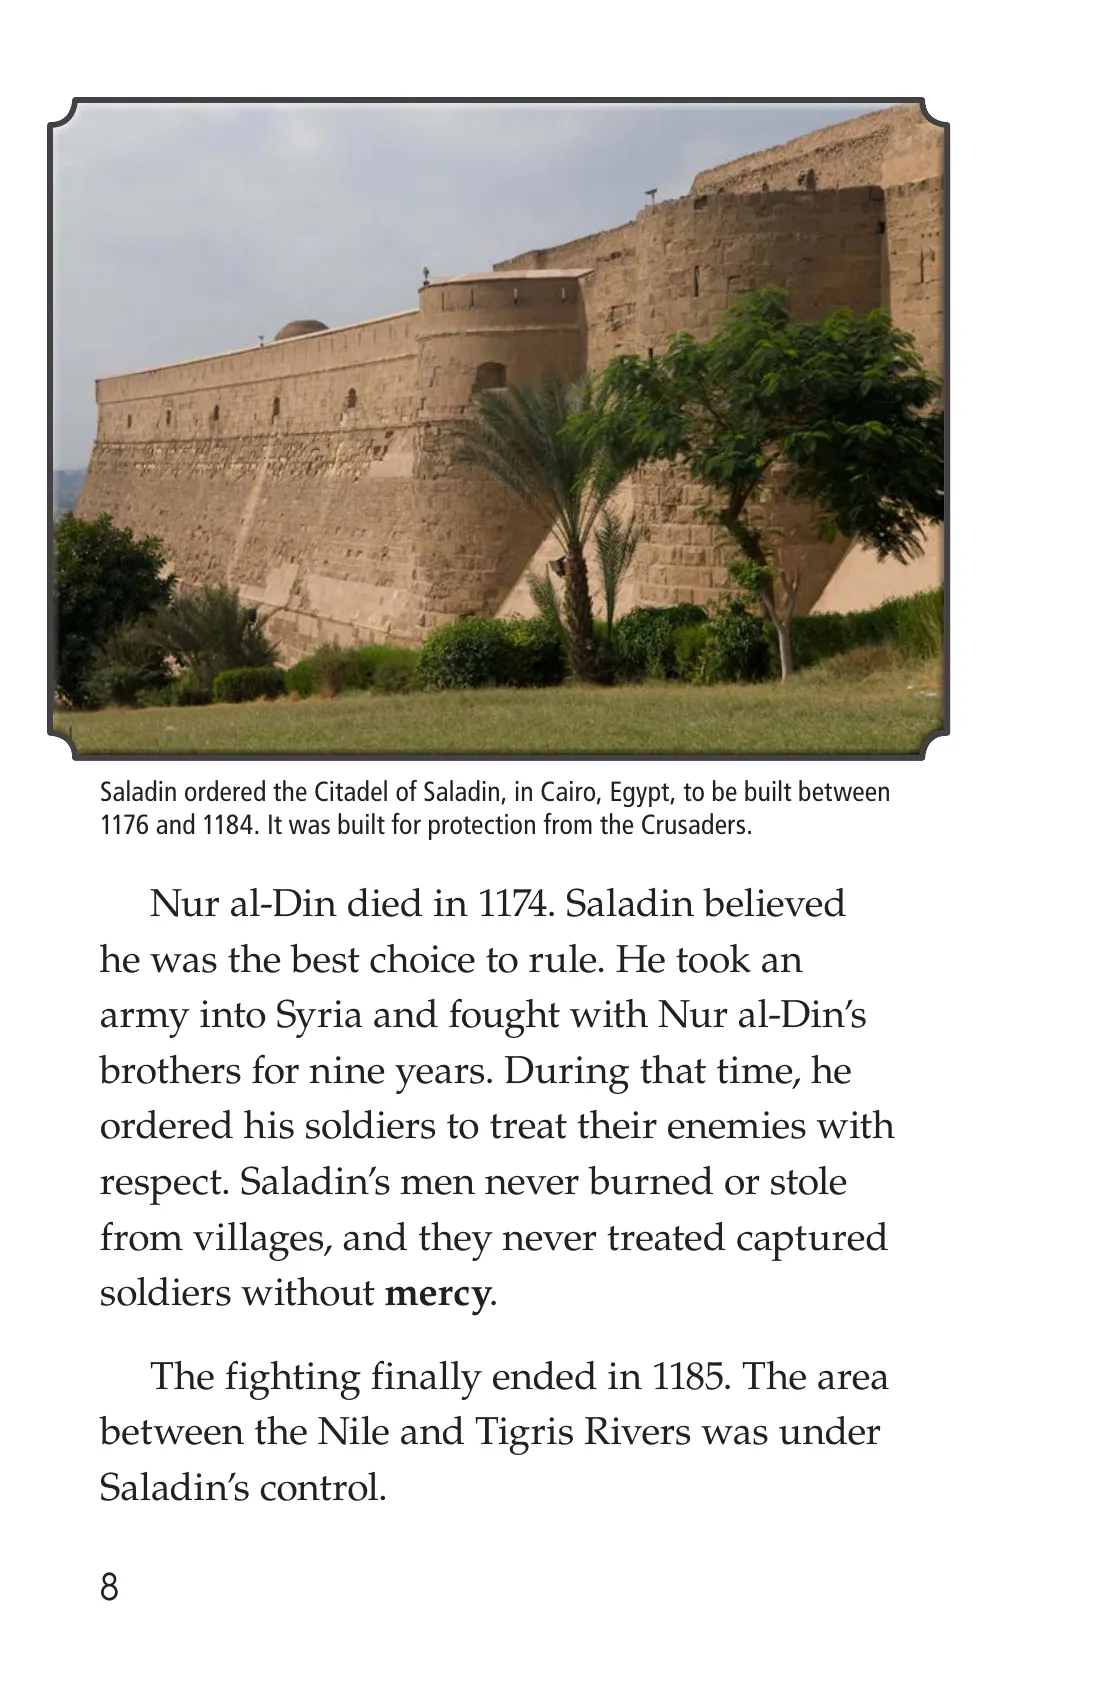 Saladin ordered the Citadel of Saladin, in Cairo, Egypt, to be built between
1176 and 1184. It was built for protection from the Crusaders.
Nur al-Din died in 1174. Saladin believed
he was the best choice to rule. He took an
army into Syria and fought with Nur al-Din’s
brothers for nine years. During that time, he
ordered his soldiers to treat their enemies with
respect. Saladin’s men never burned or stole
from villages, and they never treated captured
soldiers without mercy.
The fighting finally ended in 1185. The area
between the Nile and Tigris Rivers was under
Saladin’s control.
8